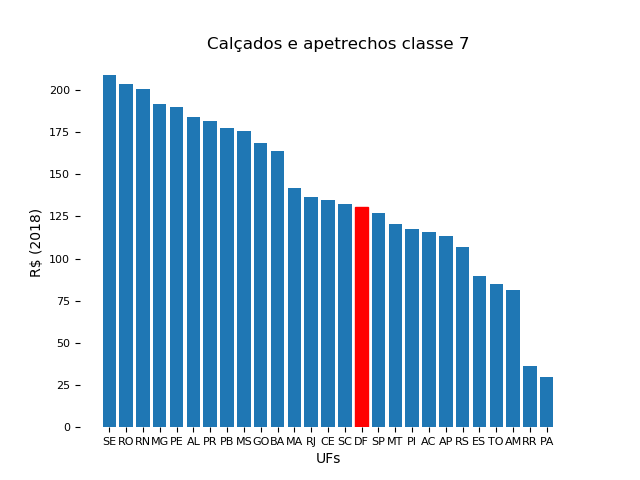 Calçados e apetrechos classe 7
200
175
150
125
100
75
50
25
0
R$ (2018)
SE RO RN MG PE AL PR PB MS GO BA MA RJ CE SC DF SP MT PI AC AP RS ES TO AM RR PA
UFs